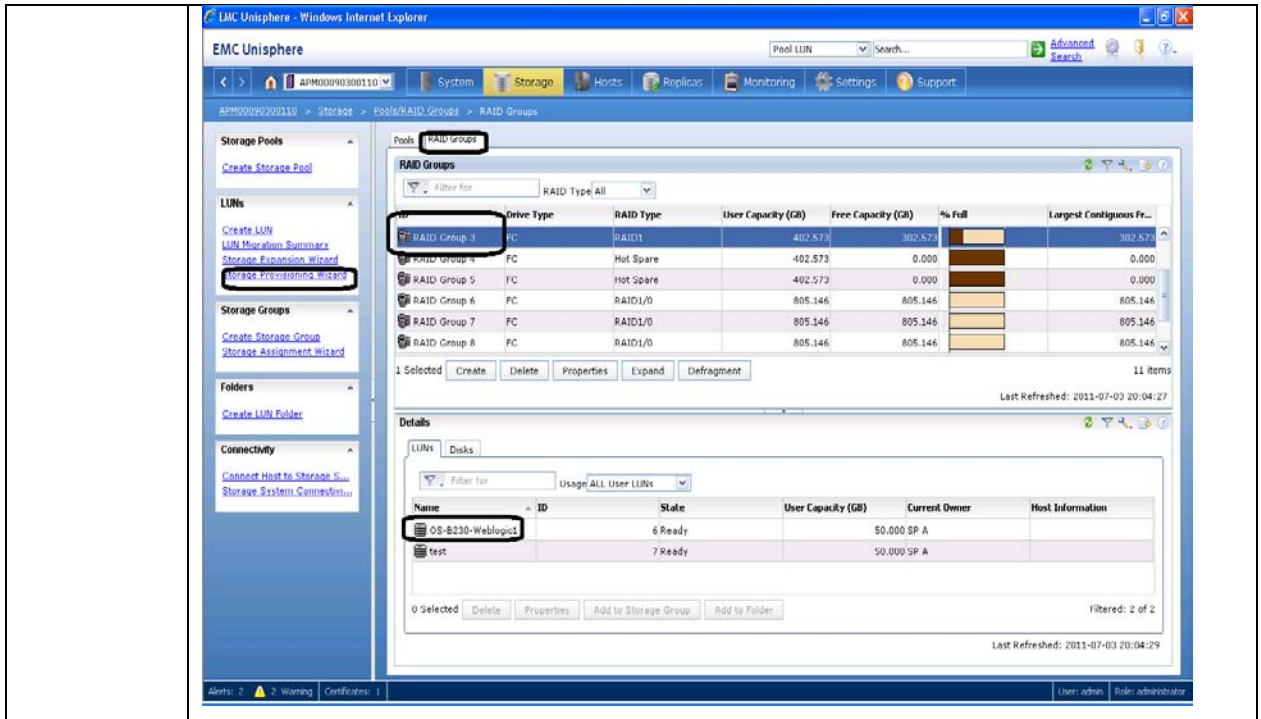 EMC Unisphere - Windows Internet Explorer
EMC Unisphere
Pool LUN Search... Advanced Search
APM00090300110 System Storage Hosts Replicas Monitoring Settings Support
APM00090300110 > Storage > Pools/RAID Groups > RAID Groups
Storage Pools
Create Storage Pool
LUNs
Create LUN
LUN Migration Summary
Storage Expansion Wizard
Storage Provisioning Wizard
Storage Groups
Create Storage Group
Storage Assignment Wizard
Folders
Create LUN Folder
Connectivity
Connect Host to Storage S...
Storage System Connectivi...
Pools RAID Groups
RAID Groups
Filter for RAID Type All
ID Drive Type RAID Type User Capacity (GB) Free Capacity (GB) % Full Largest Contiguous Fr...
RAID Group 3 FC RAID1 402.573 302.573 302.573
RAID Group 4 FC Hot Spare 402.573 0.000 0.000
RAID Group 5 FC Hot Spare 402.573 0.000 0.000
RAID Group 6 FC RAID1/0 805.146 805.146 805.146
RAID Group 7 FC RAID1/0 805.146 805.146 805.146
RAID Group 8 FC RAID1/0 805.146 805.146 805.146
1 Selected Create Delete Properties Expand Defragment 11 items
Last Refreshed: 2011-07-03 20:04:27
Details
LUNs Disks
Filter for Usage ALL User LUNs
Name ID State User Capacity (GB) Current Owner Host Information
OS-B230-Weblogic1 6 Ready 50.000 SP A
test 7 Ready 50.000 SP A
0 Selected Delete Properties Add to Storage Group Add to Folder Filtered: 2 of 2
Last Refreshed: 2011-07-03 20:04:29
Alerts: 2 2 Warning Certificates: 1 User: admin Role: administrator